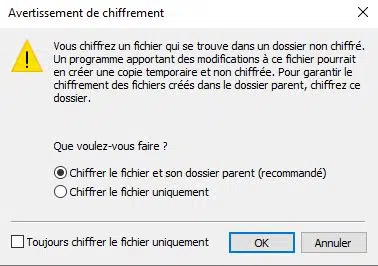 Avertissement de chiffrement
Vous chiffrez un fichier qui se trouve dans un dossier non chiffré.
Un programme apportant des modifications à ce fichier pourrait
en créer une copie temporaire et non chiffrée. Pour garantir le
chiffrement des fichiers créés dans le dossier parent, chiffrez ce
dossier.
Que voulez-vous faire ?
Chiffrer le fichier et son dossier parent (recommandé)
Chiffrer le fichier uniquement
Toujours chiffrer le fichier uniquement
OK
Annuler